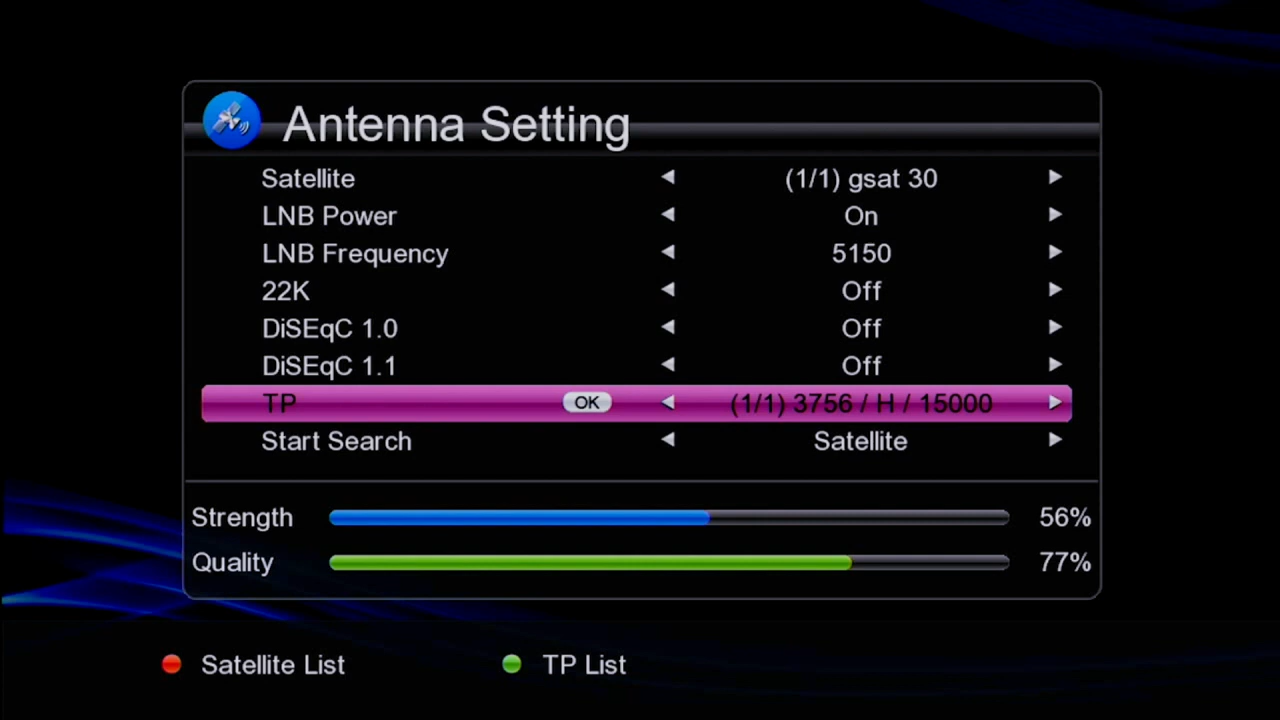 Antenna Setting
Satellite (1/1) gsat 30
LNB Power On
LNB Frequency 5150
22K Off
DiSEqC 1.0 Off
DiSEqC 1.1 Off
TP OK (1/1) 3756 / H / 15000
Start Search Satellite
Strength 56%
Quality 77%
Satellite List TP List